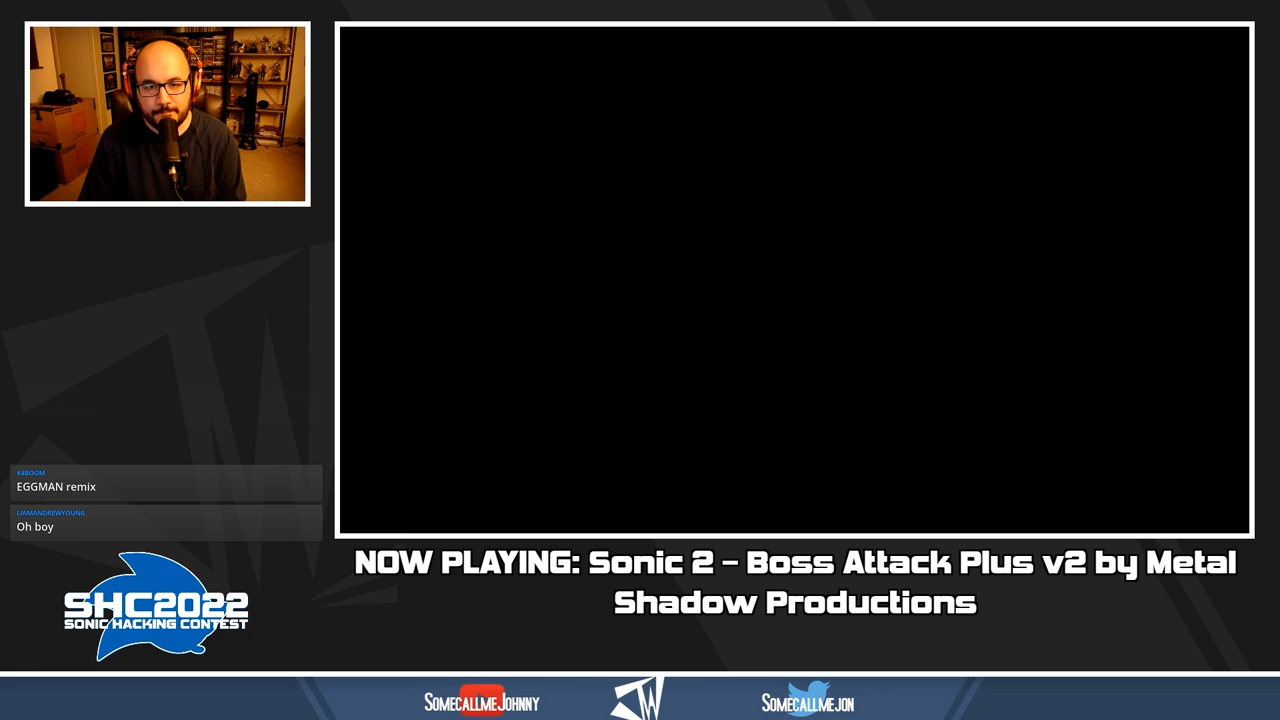 K4BOOM
EGGMAN remix
LIAMANDREWYOUNG
Oh boy
SHC2022
SONIC HACKING CONTEST
NOW PLAYING: Sonic 2 - Boss Attack Plus v2 by Metal
Shadow Productions
SOMECALLMEJOHNNY
SOMECALLMEJON